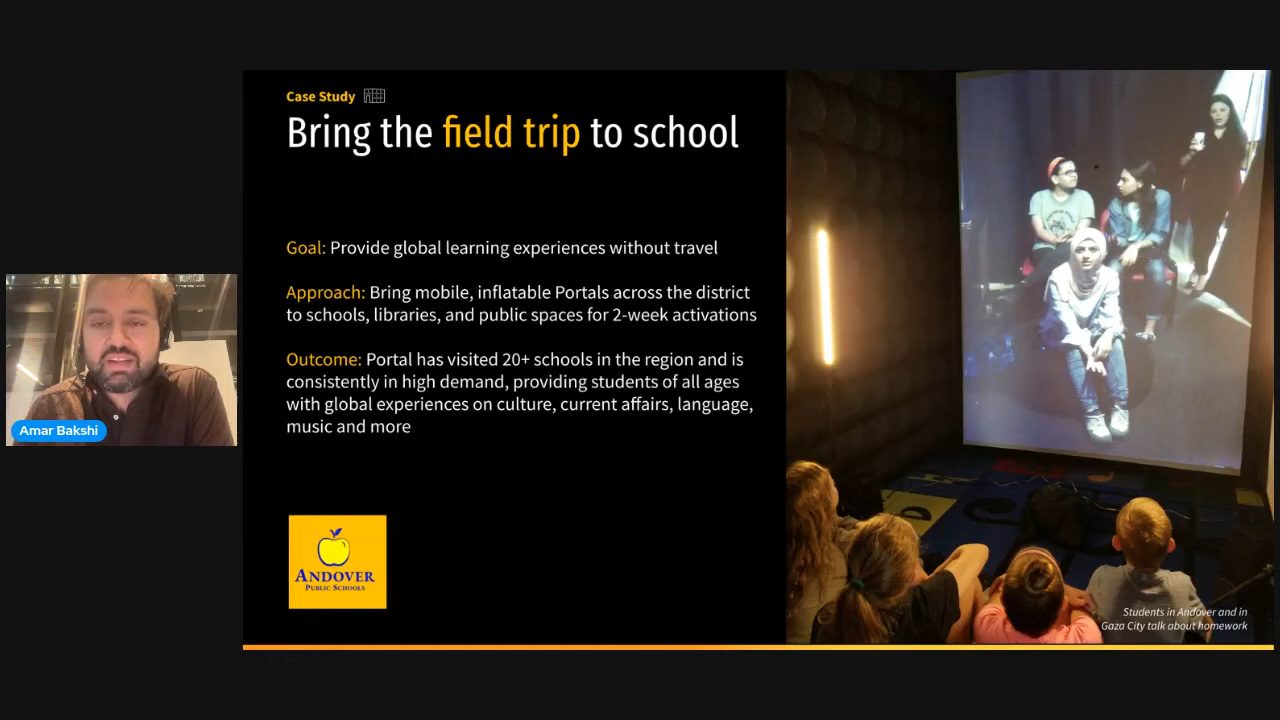 Case Study
Bring the field trip to school
Goal: Provide global learning experiences without travel
Approach: Bring mobile, inflatable Portals across the district
to schools, libraries, and public spaces for 2-week activations
Outcome: Portal has visited 20+ schools in the region and is
consistently in high demand, providing students of all ages
with global experiences on culture, current affairs, language,
music and more
ANDOVER
PUBLIC SCHOOLS
Students in Andover and in
Gaza City talk about homework
Amar Bakshi